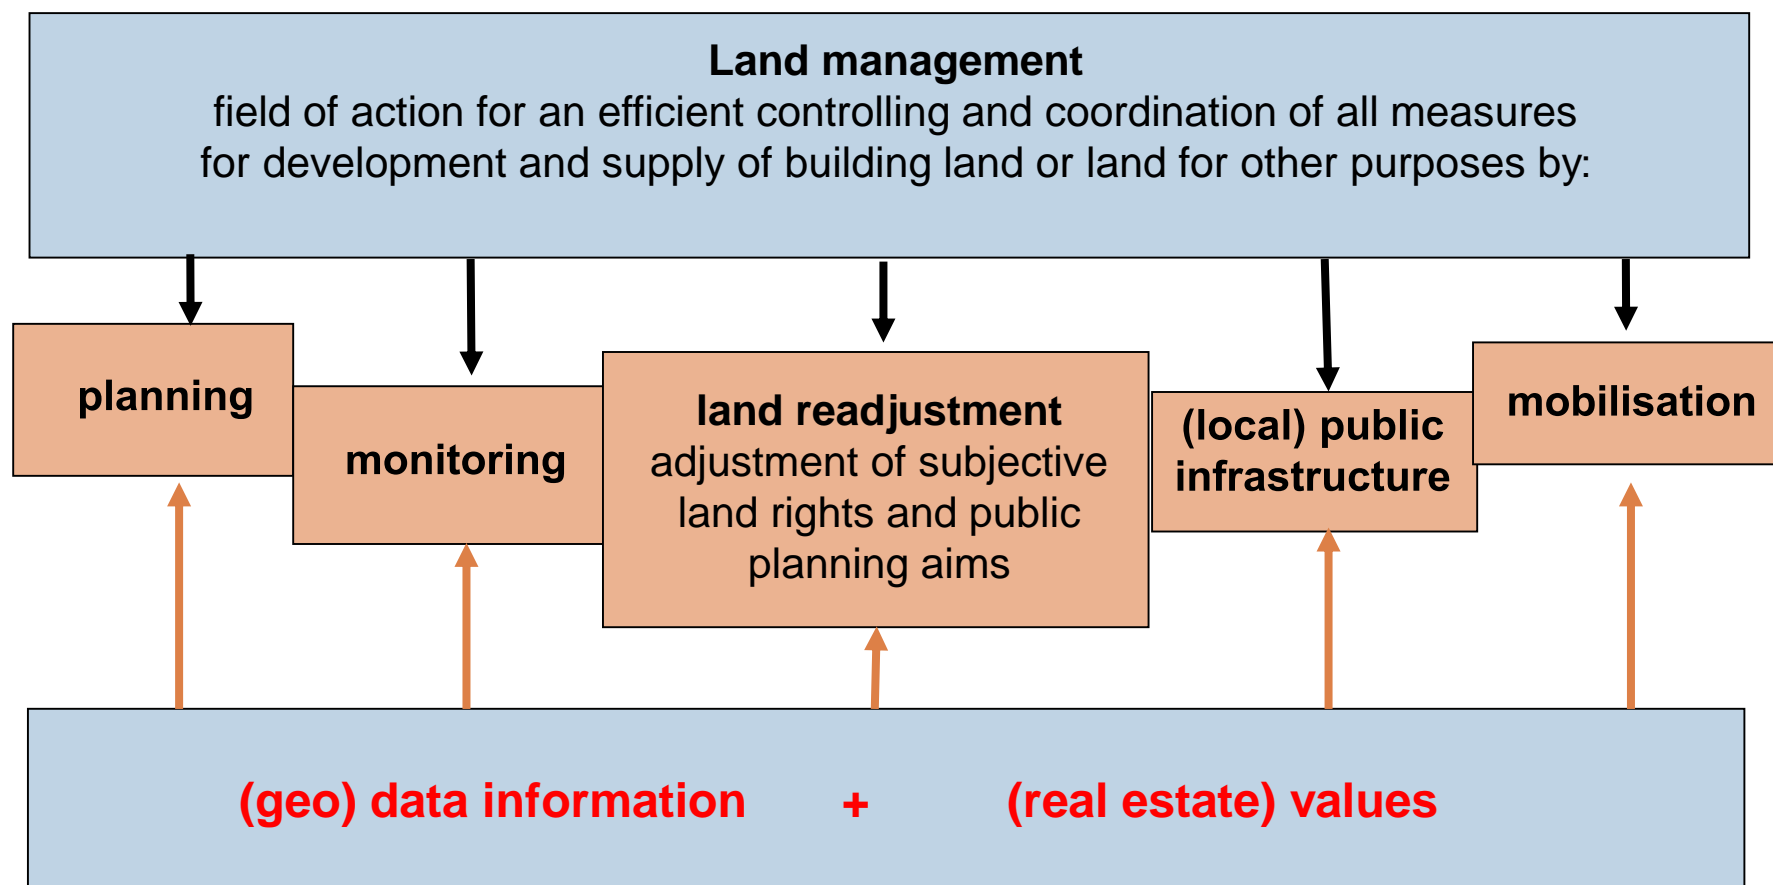 Land management
field of action for an efficient controlling and coordination of all measures
for development and supply of building land or land for other purposes by:
planning
monitoring
land readjustment
adjustment of subjective
land rights and public
planning aims
(local) public
infrastructure
mobilisation
(geo) data information + (real estate) values